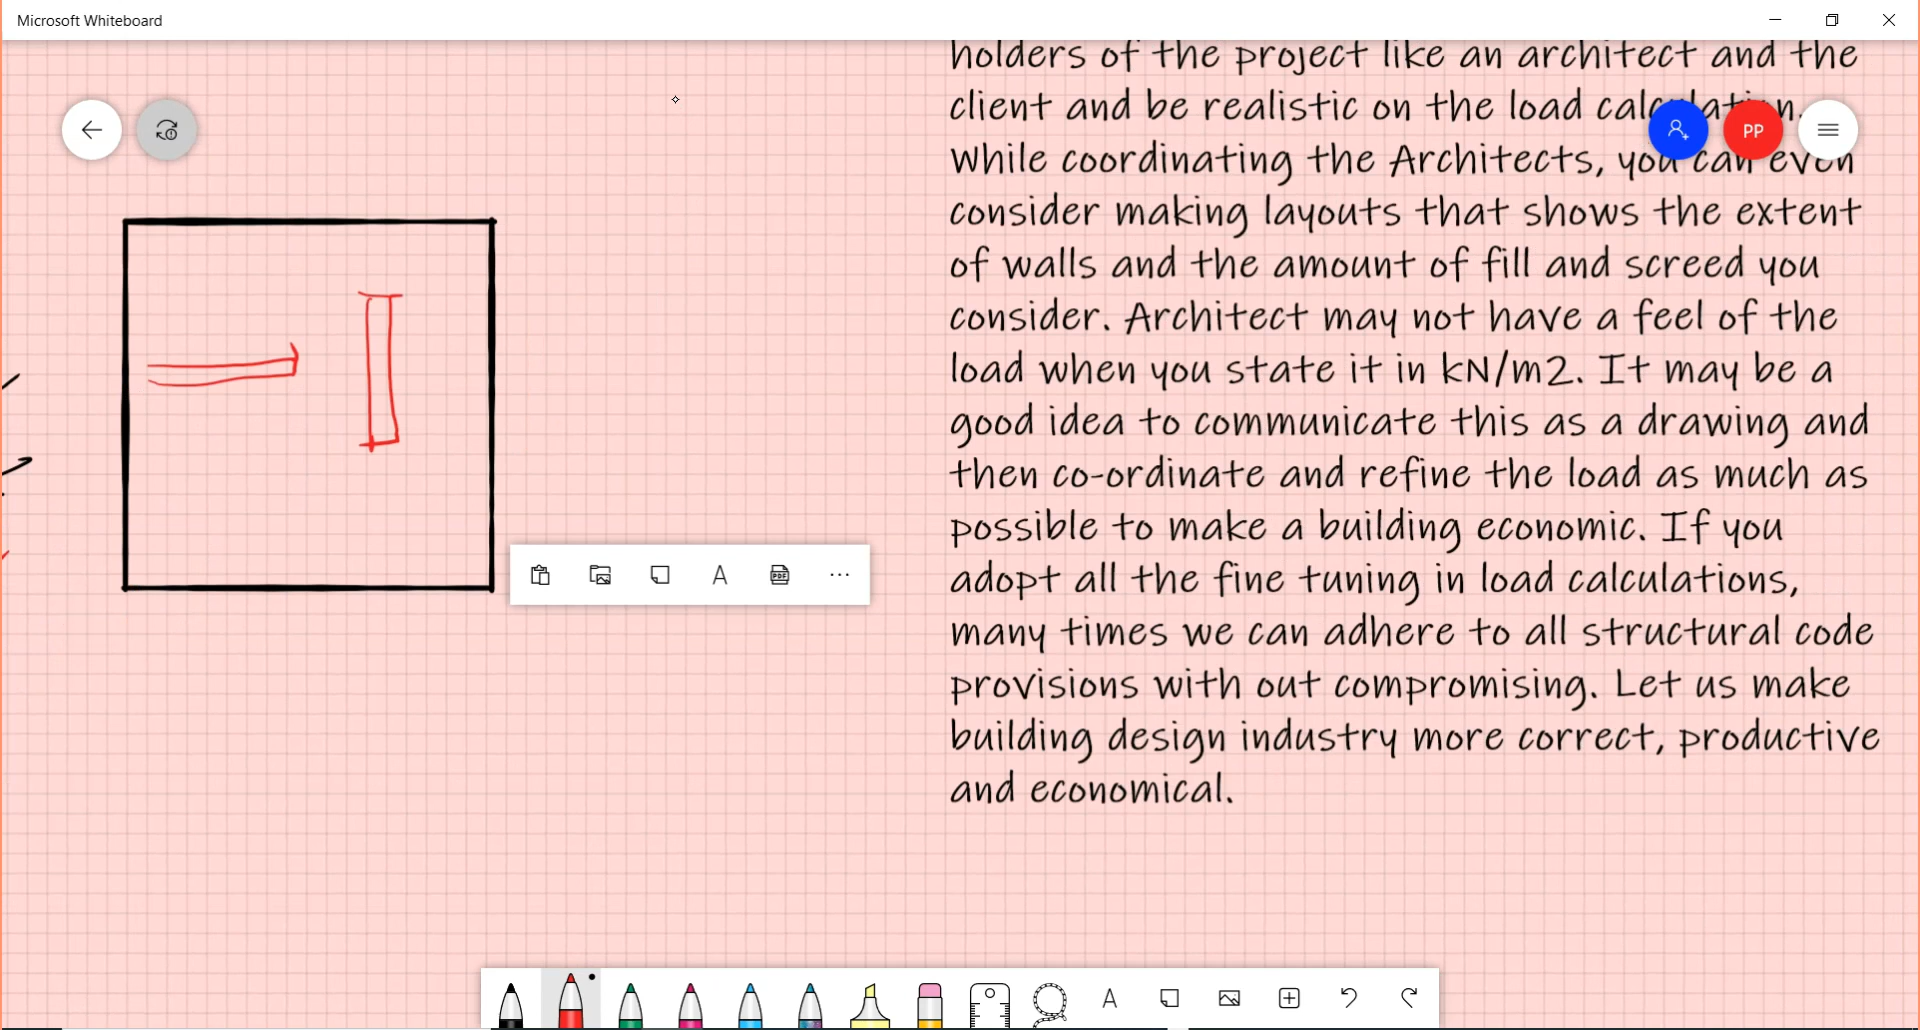 Microsoft Whiteboard
holders of the project like an architect and the
client and be realistic on the load calculation.
While coordinating the Architects, you can even
PP
consider making layouts that shows the extent
of walls and the amount of fill and screed you
consider. Architect may not have a feel of the
load when you state it in kN/m2. It may be a
good idea to communicate this as a drawing and
then co-ordinate and refine the load as much as
possible to make a building economic. If you
adopt all the fine tuning in load calculations,
many times we can adhere to all structural code
provisions with out compromising. Let us make
building design industry more correct, productive
and economical.
A
PDF
A